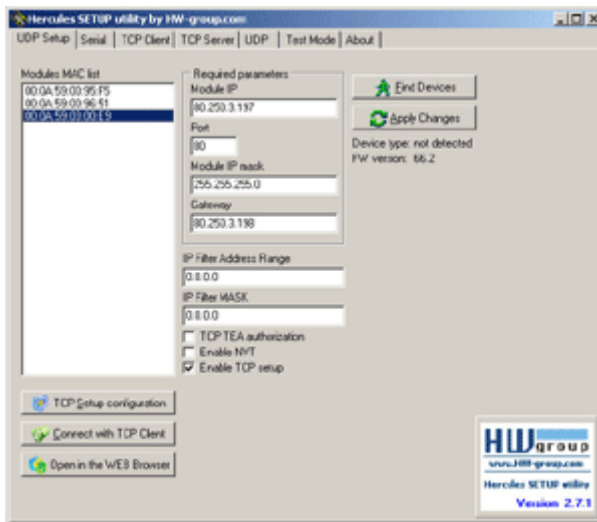 Hercules SETUP utility by HW-group.com
UDP Setup Serial TCP Client TCP Server UDP Test Mode About
Modules MAC list
00:0A:59:00:95:F5
00:0A:59:00:96:51
00:0A:59:03:00:E9
Required parameters
Module IP
80.250.3.197
Port
80
Module IP mask
255.255.255.0
Gateway
80.250.3.198
IP Filter Address Range
0.0.0.0
IP Filter MASK
0.0.0.0
TCP TEA authorization
Enable NVT
Enable TCP setup
Find Devices
Apply Changes
Device type: not detected
FW version: 66.2
TCP Setup configuration
Connect with TCP Client
Open in the WEB Browser
HW group
www.HW-group.com
Hercules SETUP utility
Version 2.7.1